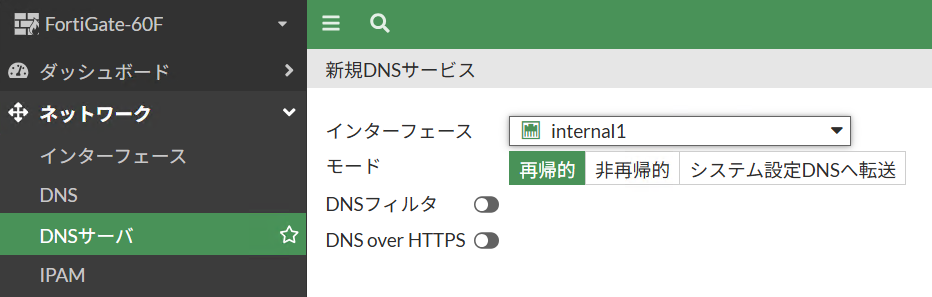 FortiGate-60F
ダッシュボード
ネットワーク
インターフェース
DNS
DNSサーバ
IPAM
新規DNSサービス
インターフェース internal1
モード 再帰的 非再帰的 システム設定DNSへ転送
DNSフィルタ
DNS over HTTPS